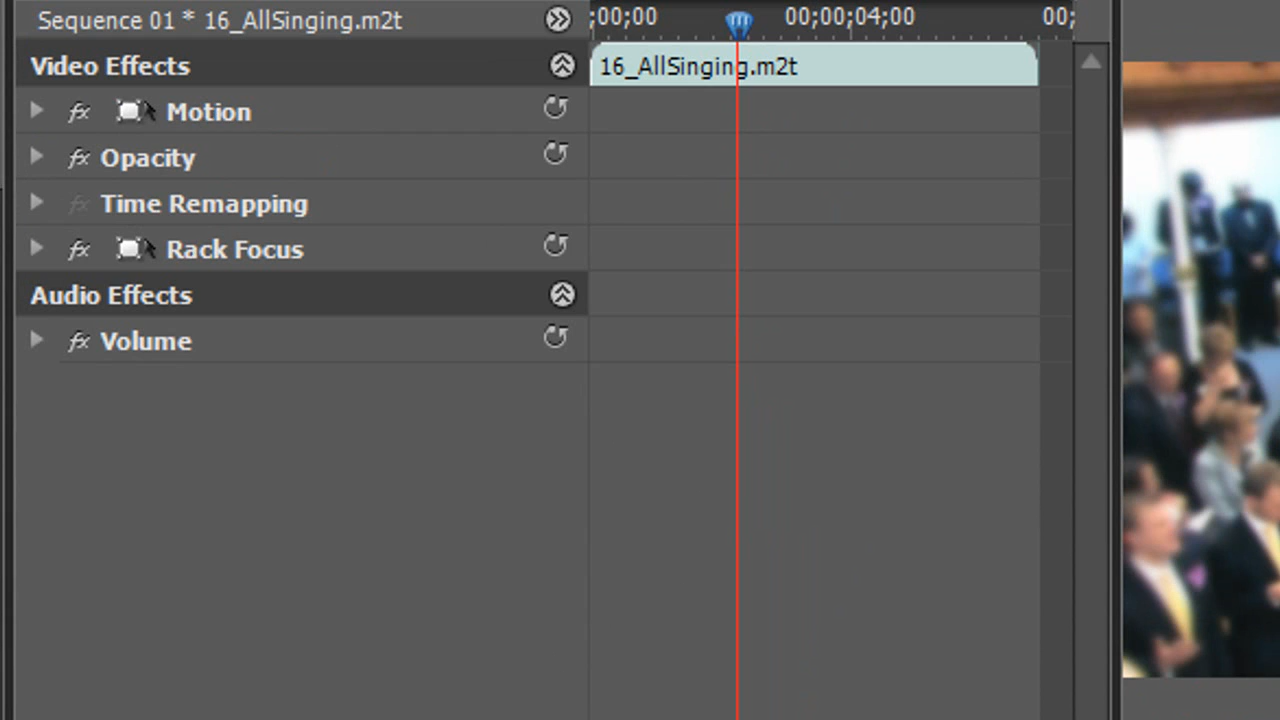 Sequence 01 * 16_AllSinging.m2t
;00;00
00;00;04;00
00;
Video Effects
16_AllSinging.m2t
fx Motion
fx Opacity
fx Time Remapping
fx Rack Focus
Audio Effects
fx Volume